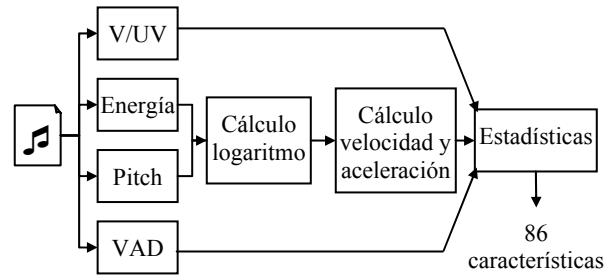 V/UV
Energía
Pitch
VAD
Cálculo
logaritmo
Cálculo
velocidad y
aceleración
Estadísticas
86
características